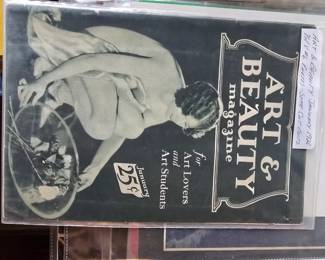 ART &
BEAUTY
magazine
for
Art Lovers
and
Art Students
January
25¢